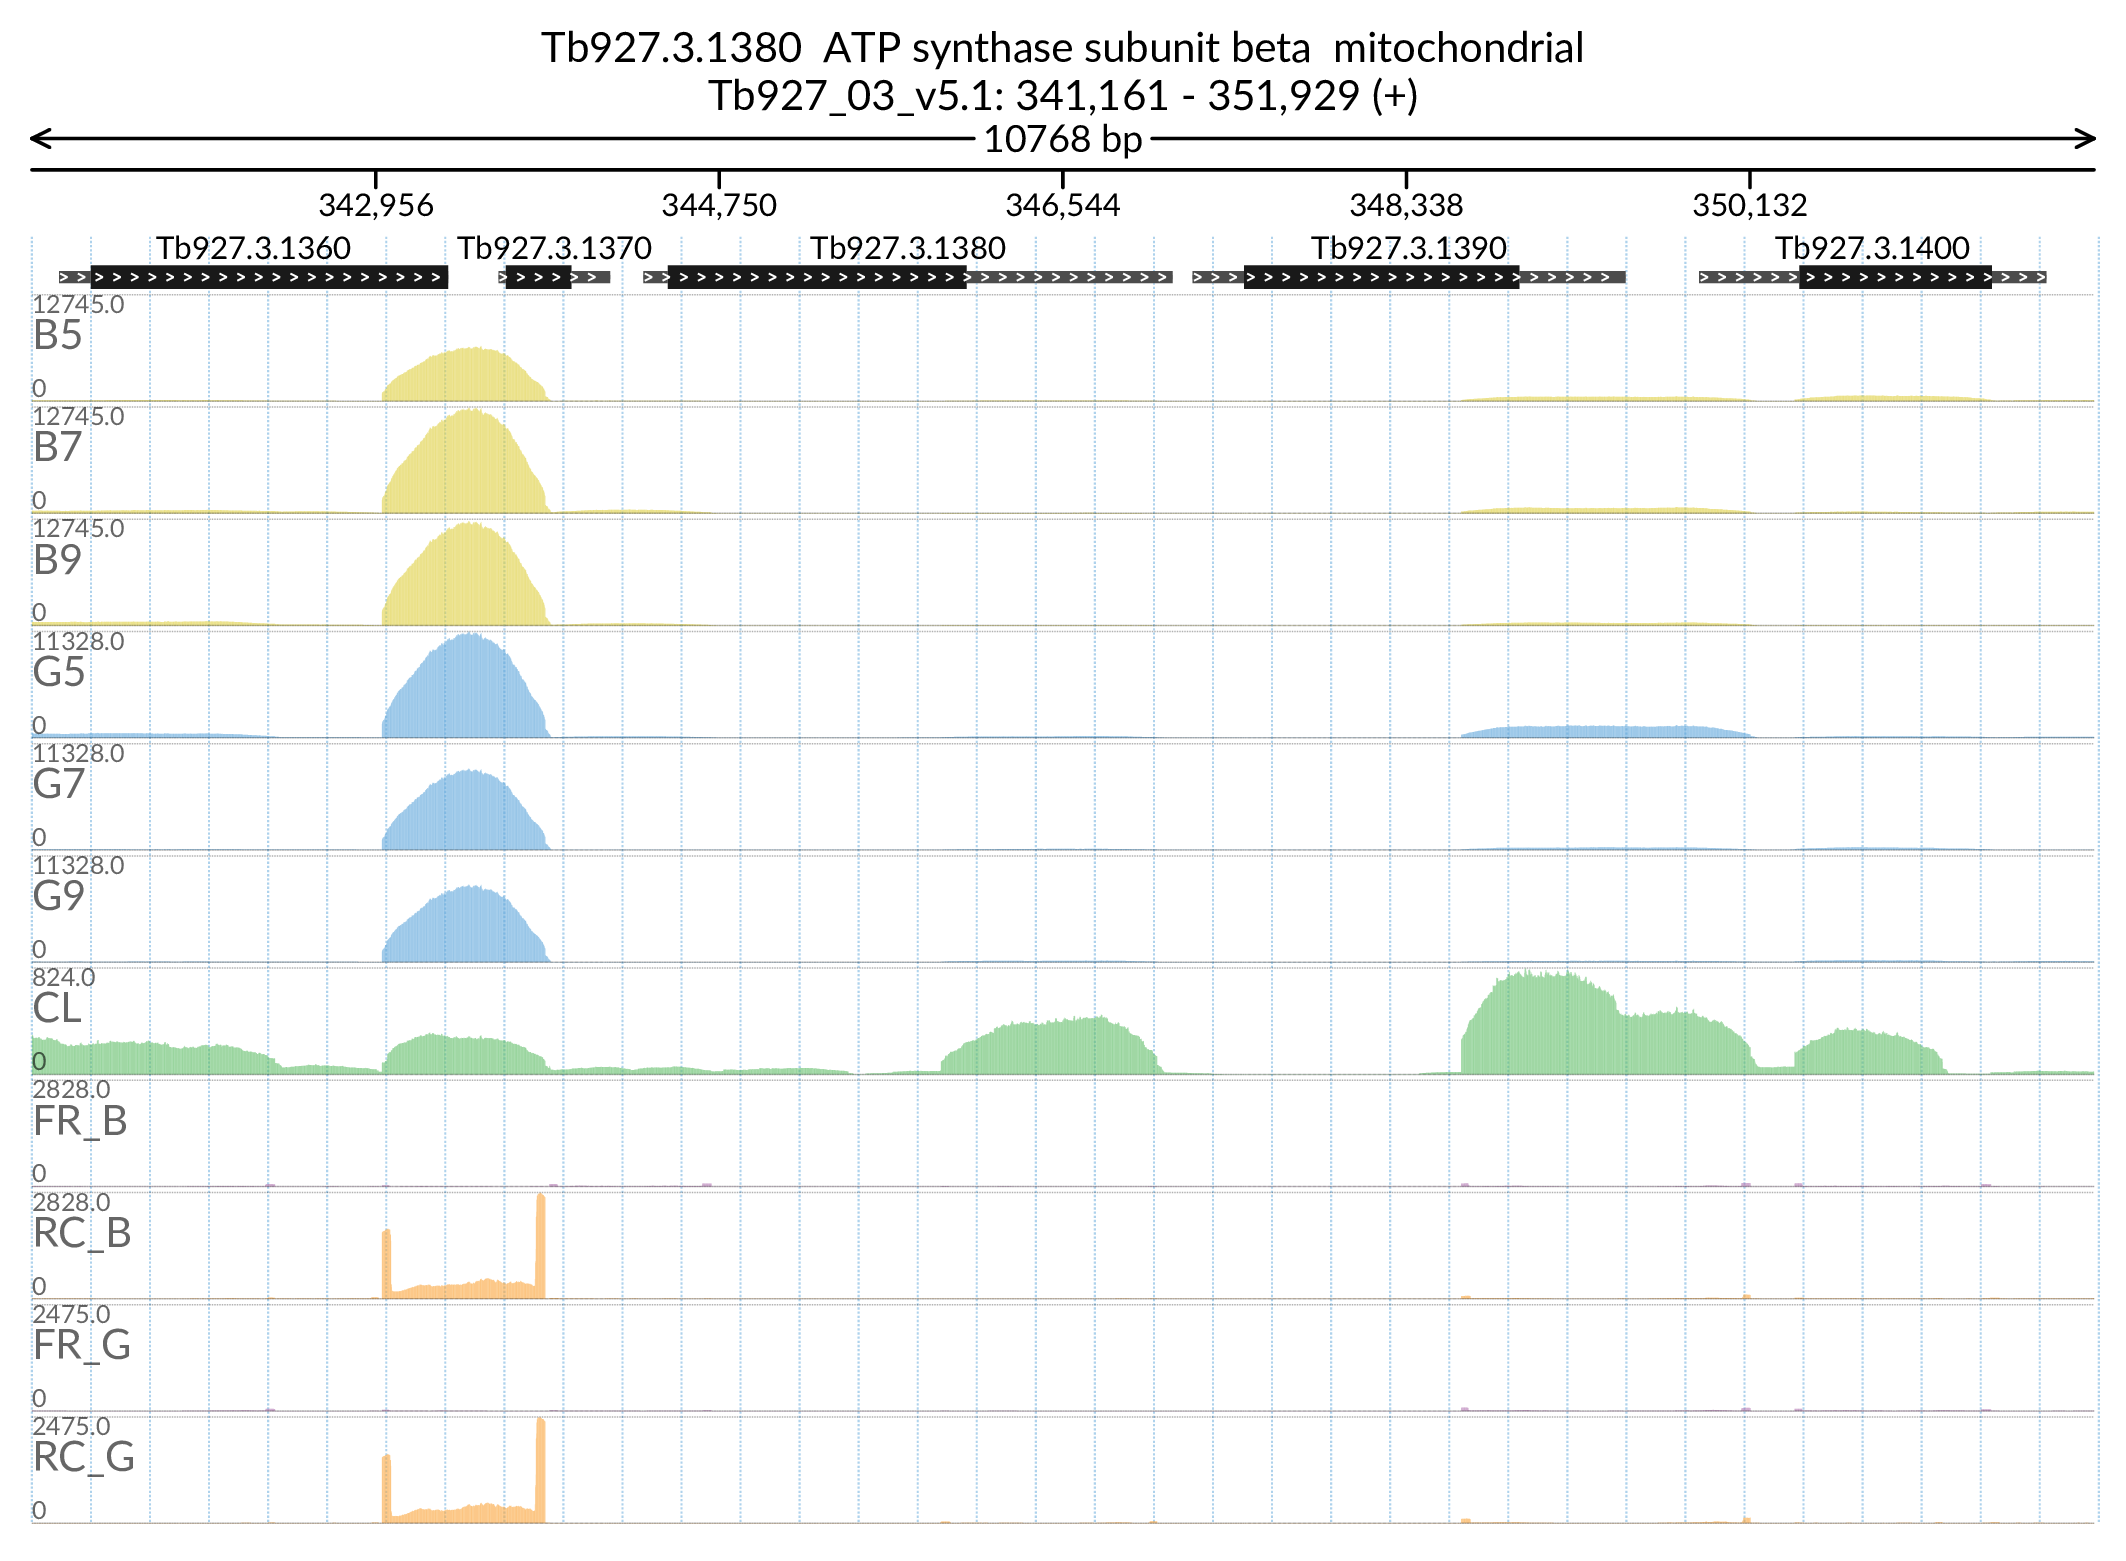 Tb927.3.1380  ATP synthase subunit beta  mitochondrial
Tb927_03_v5.1: 341,161 - 351,929 (+)
10768 bp
342,956 344,750 346,544 348,338 350,132
Tb927.3.1360 Tb927.3.1370 Tb927.3.1380 Tb927.3.1390 Tb927.3.1400
12745.0
B5
0
12745.0
B7
0
12745.0
B9
0
11328.0
G5
0
11328.0
G7
0
11328.0
G9
0
824.0
CL
0
2828.0
FR_B
0
2828.0
RC_B
0
2475.0
FR_G
0
2475.0
RC_G
0